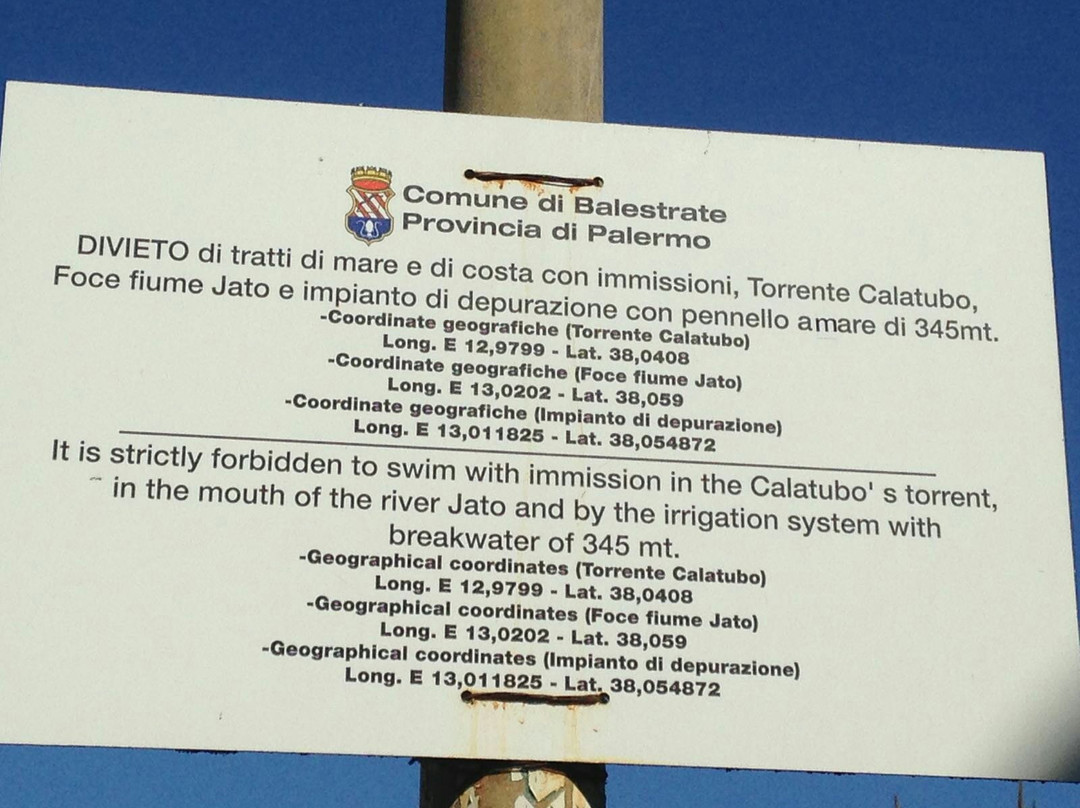 Comune di Balestrate
Provincia di Palermo
DIVIETO di tratti di mare e di costa con immissioni, Torrente Calatubo,
Foce fiume Jato e impianto di depurazione con pennello amare di 345mt.
-Coordinate geografiche (Torrente Calatubo)
Long. E 12,9799 - Lat. 38,0408
-Coordinate geografiche (Foce fiume Jato)
Long. E 13,0202 - Lat. 38,059
-Coordinate geografiche (Impianto di depurazione)
Long. E 13,011825 - Lat. 38,054872
It is strictly forbidden to swim with immission in the Calatubo' s torrent,
in the mouth of the river Jato and by the irrigation system with
breakwater of 345 mt.
-Geographical coordinates (Torrente Calatubo)
Long. E 12,9799 - Lat. 38,0408
-Geographical coordinates (Foce fiume Jato)
Long. E 13,0202 - Lat. 38,059
-Geographical coordinates (Impianto di depurazione)
Long. E 13,011825 - Lat. 38,054872